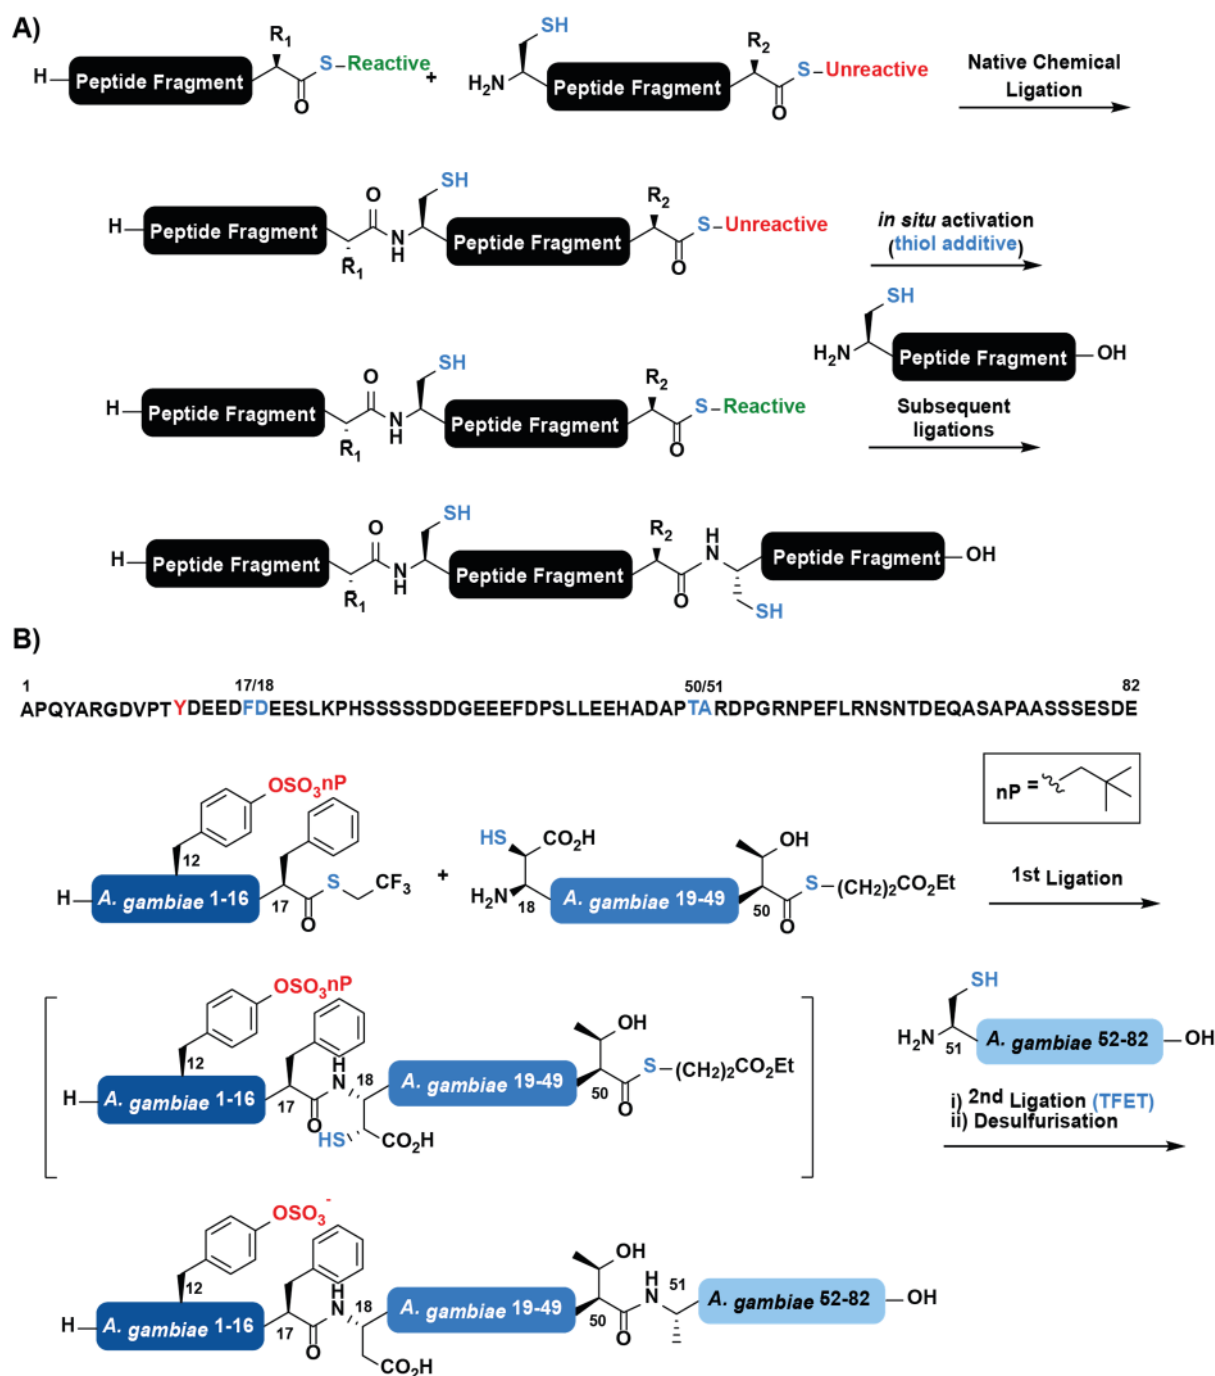 A)
H
Peptide Fragment
R1
O
S
Reactive
+
SH
H2N
Peptide Fragment
R2
O
S
Unreactive
Native Chemical
Ligation
H
Peptide Fragment
R1
O
N
H
SH
Peptide Fragment
R2
O
S
Unreactive
in situ activation
(thiol additive)
H
Peptide Fragment
R1
O
N
H
SH
Peptide Fragment
R2
O
S
Reactive
SH
H2N
Peptide Fragment
OH
Subsequent
ligations
H
Peptide Fragment
R1
O
N
H
SH
Peptide Fragment
R2
O
H
N
SH
Peptide Fragment
OH
B)
1 17/18 50/51 82
APQYARGDVPTYDEEDFDEESLKPHSSSSSDDGEEEFDPSLLEEHADAPTARDPGRNPEFLRNSNTDEQASAPAASSSESDE
OSO3nP
12
H
A. gambiae 1-16
17
O
S
CF3
+
HS
CO2H
H2N
18
A. gambiae 19-49
OH
50
O
S
(CH2)2CO2Et
nP =
1st Ligation
OSO3nP
12
H
A. gambiae 1-16
17
O
H
N
18
HS
CO2H
A. gambiae 19-49
OH
50
O
S
(CH2)2CO2Et
SH
H2N
51
A. gambiae 52-82
OH
i) 2nd Ligation (TFET)
ii) Desulfurisation
OSO3-
12
H
A. gambiae 1-16
17
O
H
N
18
CO2H
A. gambiae 19-49
OH
50
O
H
N
51
A. gambiae 52-82
OH